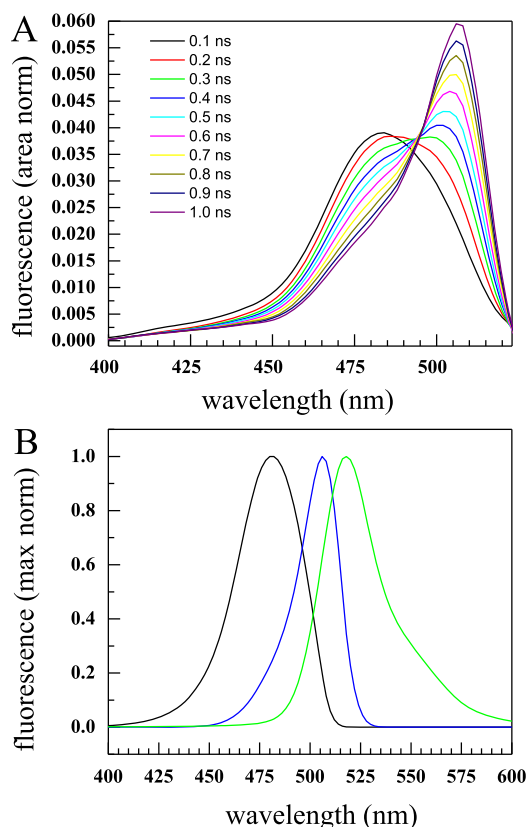 A
fluorescence (area norm)
0.060
0.055
0.050
0.045
0.040
0.035
0.030
0.025
0.020
0.015
0.010
0.005
0.000
0.1 ns
0.2 ns
0.3 ns
0.4 ns
0.5 ns
0.6 ns
0.7 ns
0.8 ns
0.9 ns
1.0 ns
400 425 450 475 500
wavelength (nm)
B
fluorescence (max norm)
1.0
0.8
0.6
0.4
0.2
0.0
400 425 450 475 500 525 550 575 600
wavelength (nm)